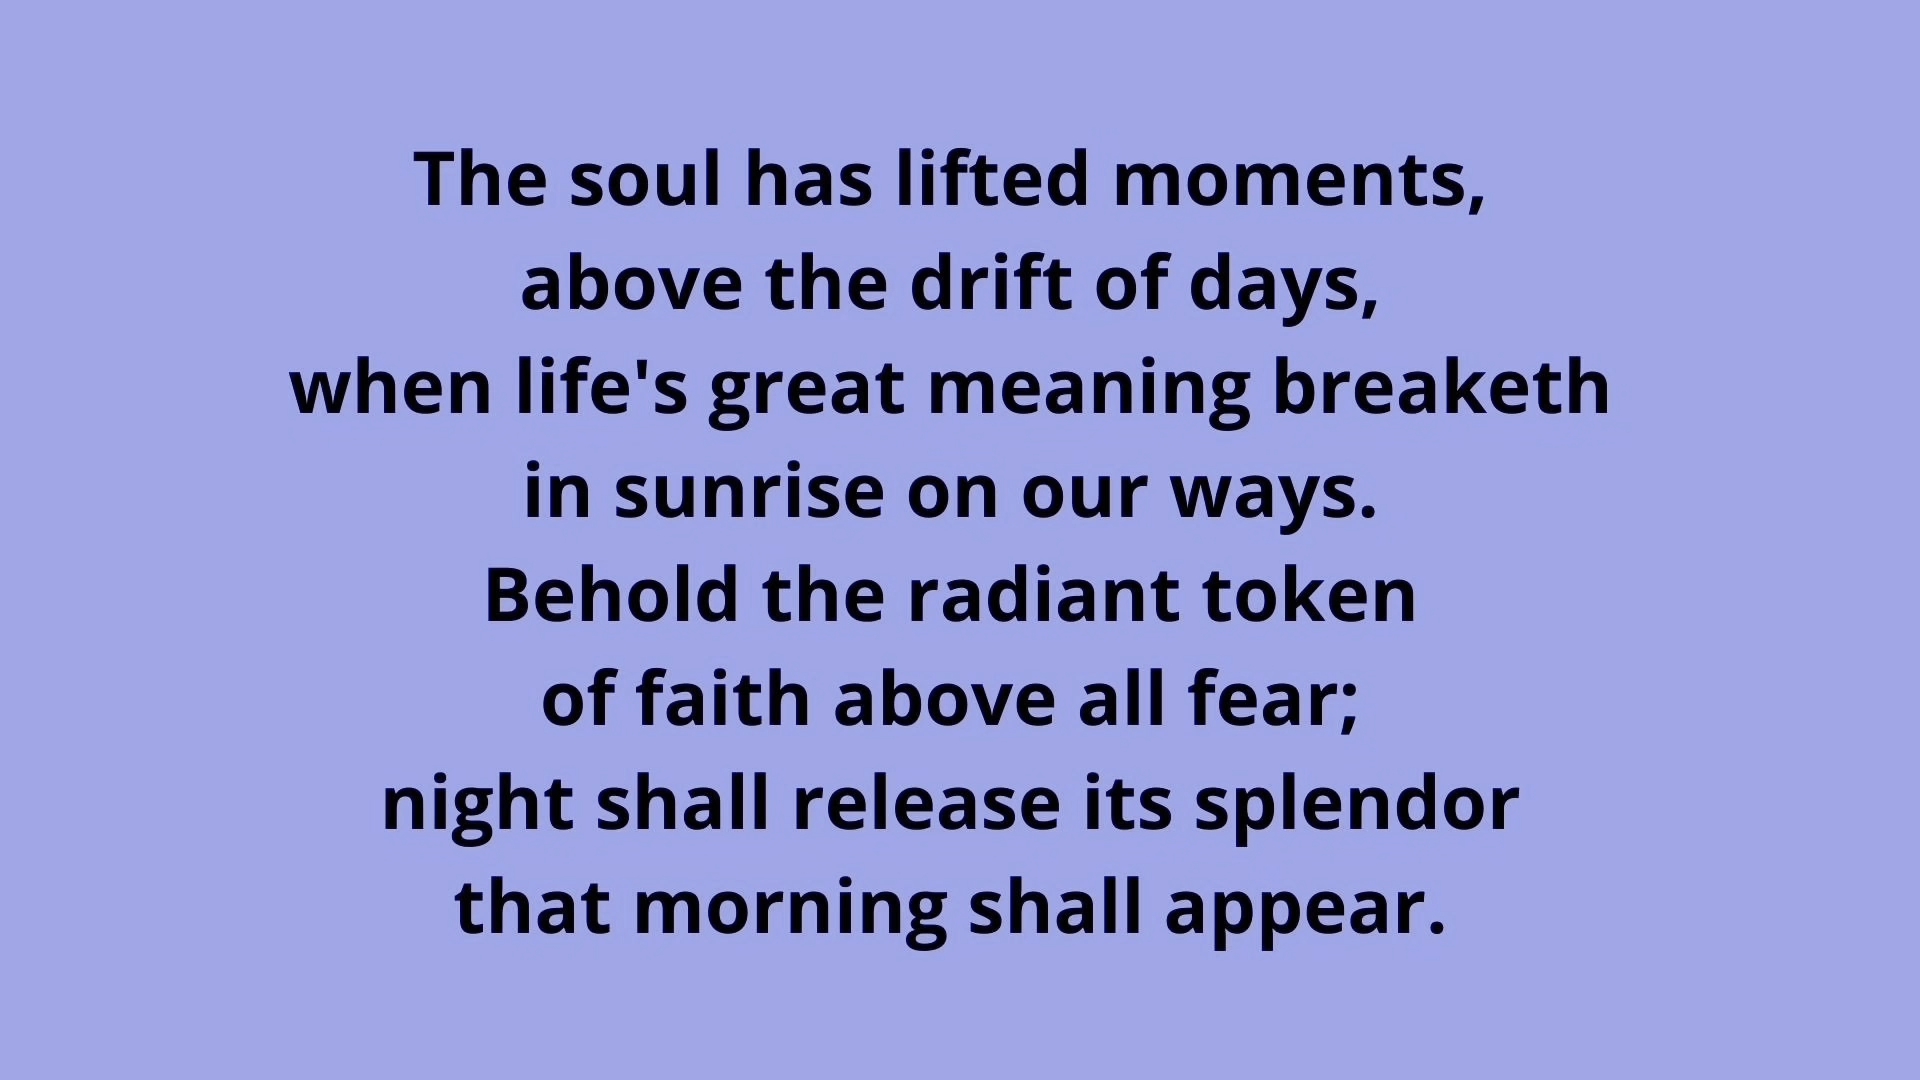 The soul has lifted moments,
above the drift of days,
when life's great meaning breaketh
in sunrise on our ways.
Behold the radiant token
of faith above all fear;
night shall release its splendor
that morning shall appear.